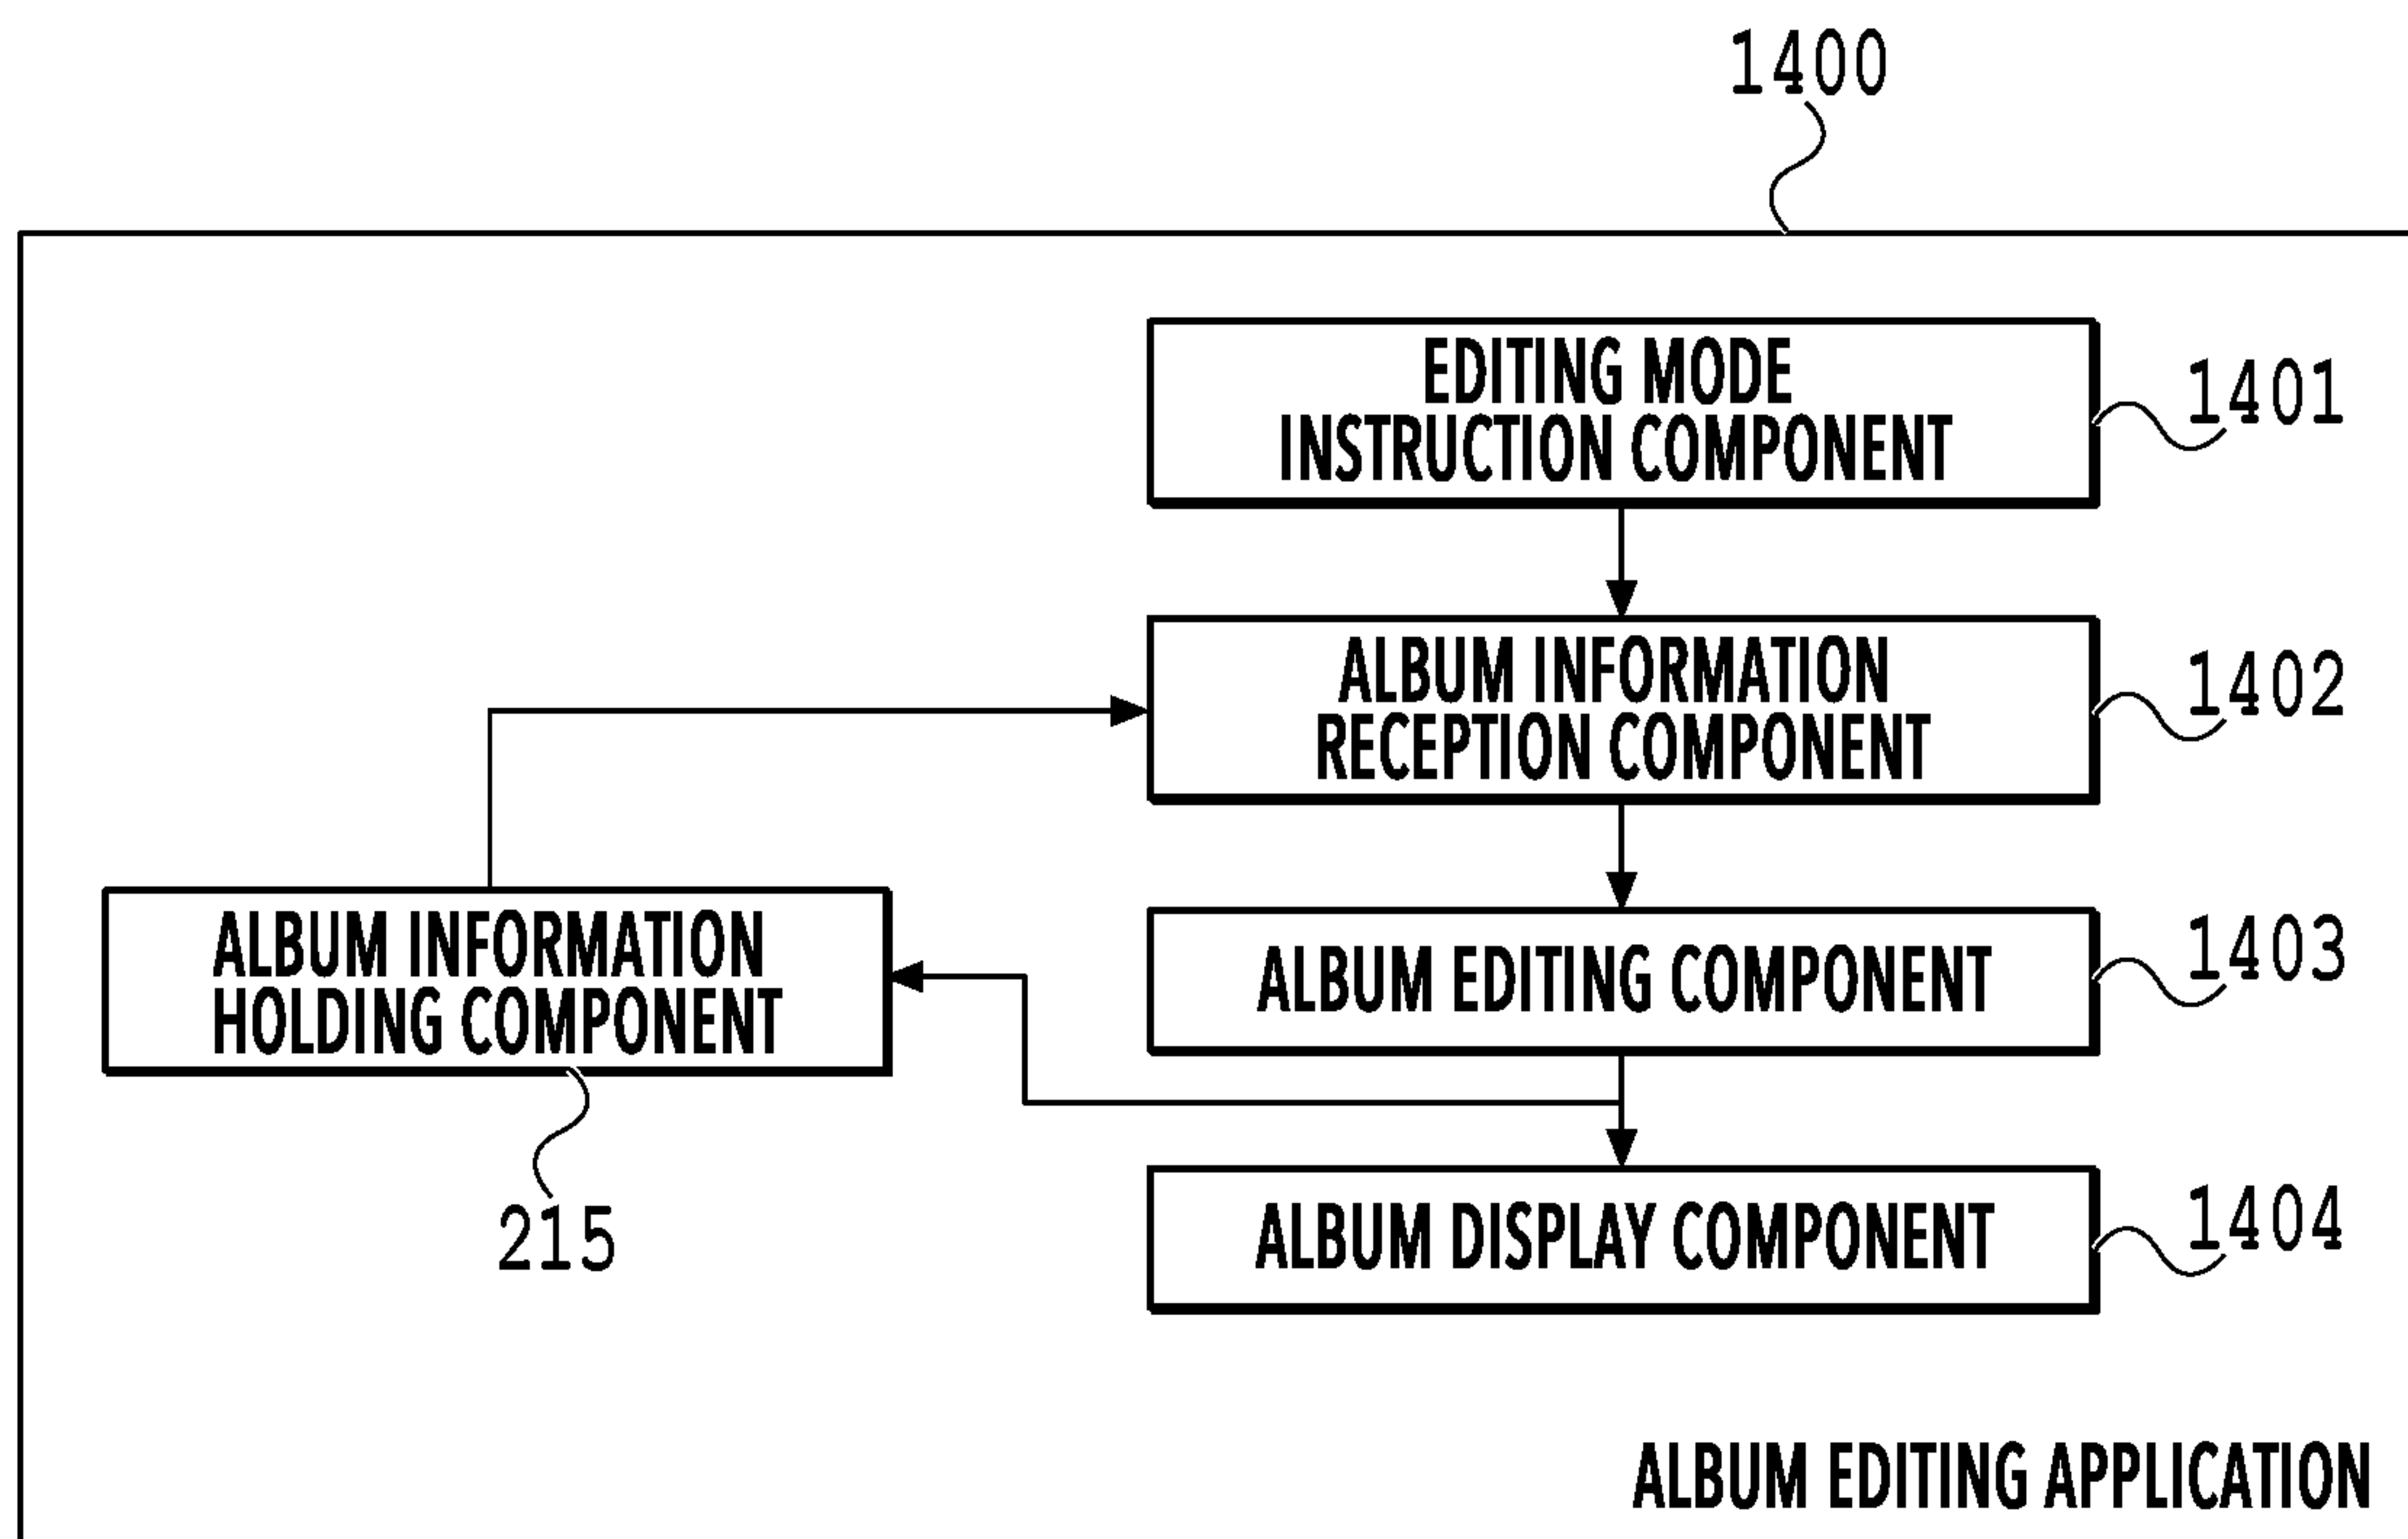 1400
EDITING MODE
INSTRUCTION COMPONENT
1401
ALBUM INFORMATION
RECEPTION COMPONENT
1402
ALBUM INFORMATION
HOLDING COMPONENT
215
ALBUM EDITING COMPONENT
1403
ALBUM DISPLAY COMPONENT
1404
ALBUM EDITING APPLICATION